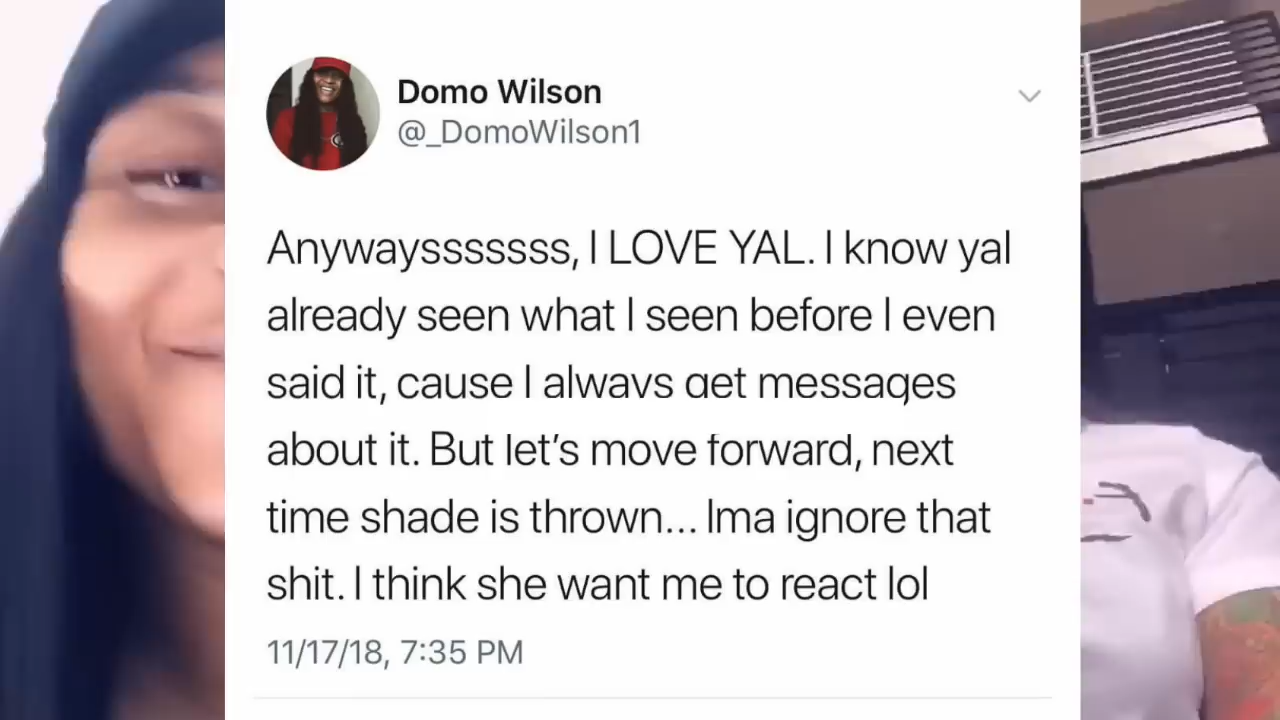 Domo Wilson
@_DomoWilson1
Anywaysssssss, I LOVE YAL. I know yal
already seen what I seen before I even
said it, cause I always get messages
about it. But let's move forward, next
time shade is thrown... Ima ignore that
shit. I think she want me to react lol
11/17/18, 7:35 PM